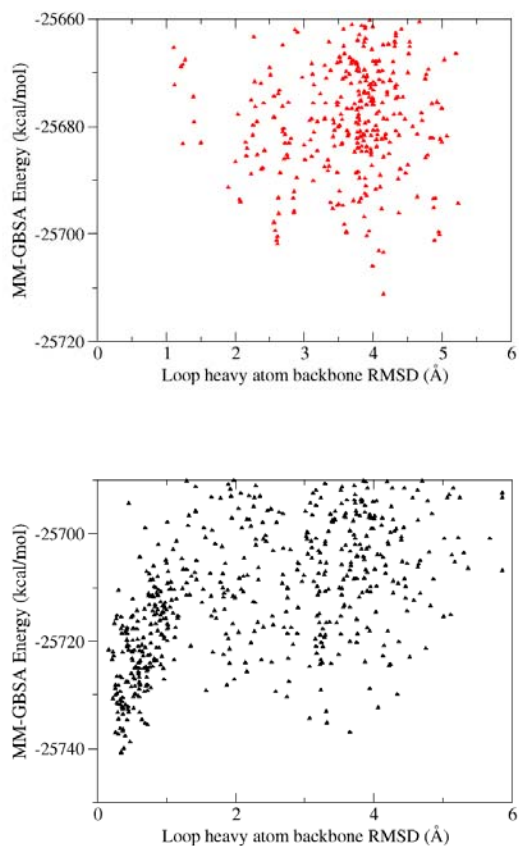 -25660
-25680
-25700
-25720
MM-GBSA Energy (kcal/mol)
0 1 2 3 4 5 6
Loop heavy atom backbone RMSD (Å)
-25700
-25720
-25740
MM-GBSA Energy (kcal/mol)
0 2 4 6
Loop heavy atom backbone RMSD (Å)